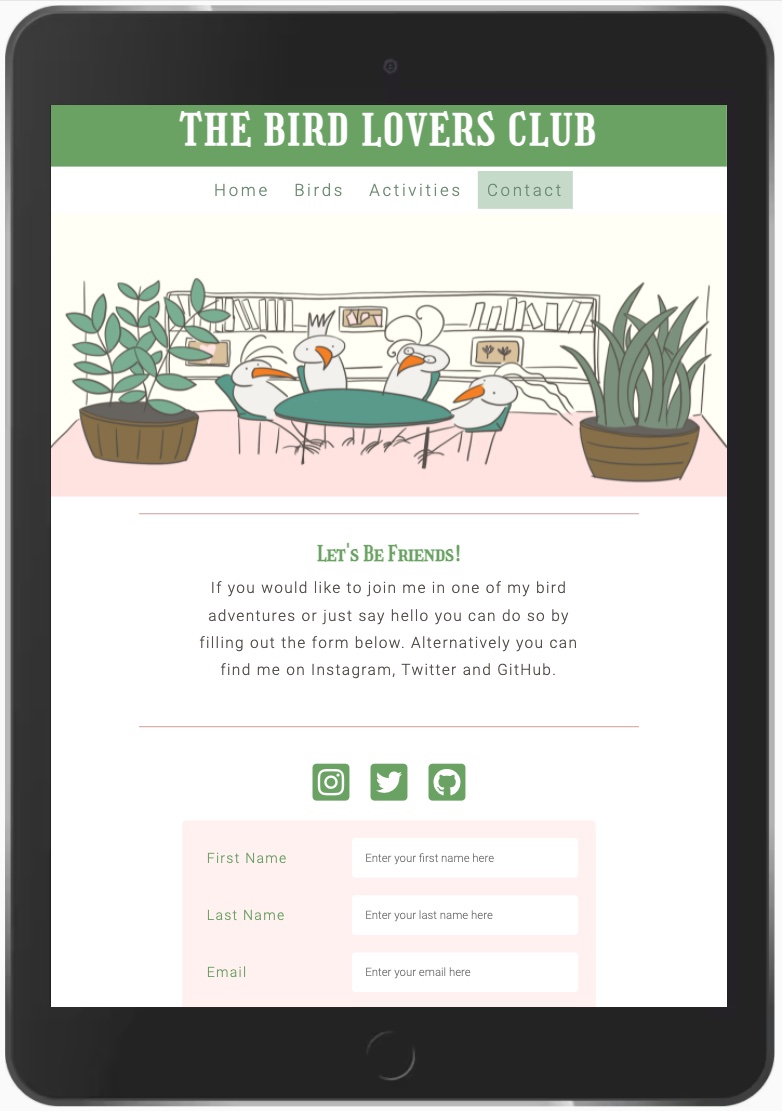 THE BIRD LOVERS CLUB
Home Birds Activities Contact
Let's Be Friends!
If you would like to join me in one of my bird
adventures or just say hello you can do so by
filling out the form below. Alternatively you can
find me on Instagram, Twitter and GitHub.
First Name Enter your first name here
Last Name Enter your last name here
Email Enter your email here